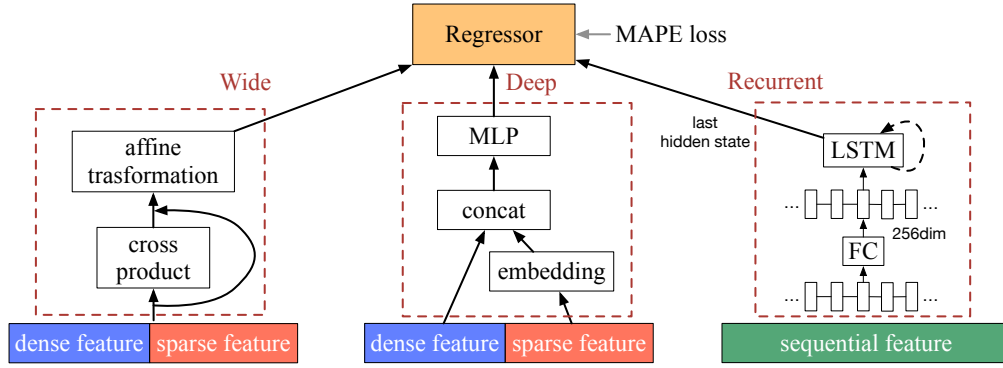 Regressor
MAPE loss
Wide
Deep
Recurrent
affine
trasformation
cross
product
dense feature
sparse feature
MLP
concat
embedding
dense feature
sparse feature
last
hidden state
LSTM
...
...
256dim
FC
...
...
sequential feature